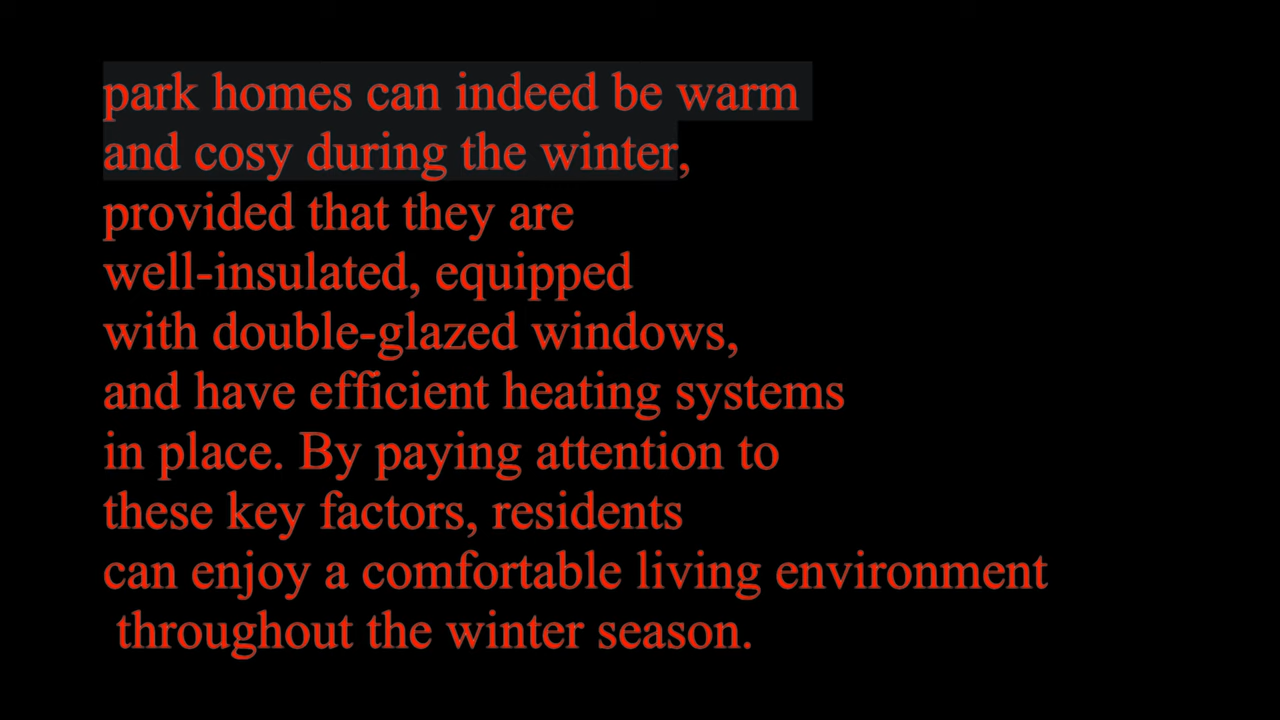 park homes can indeed be warm
and cosy during the winter,
provided that they are
well-insulated, equipped
with double-glazed windows,
and have efficient heating systems
in place. By paying attention to
these key factors, residents
can enjoy a comfortable living environment
throughout the winter season.